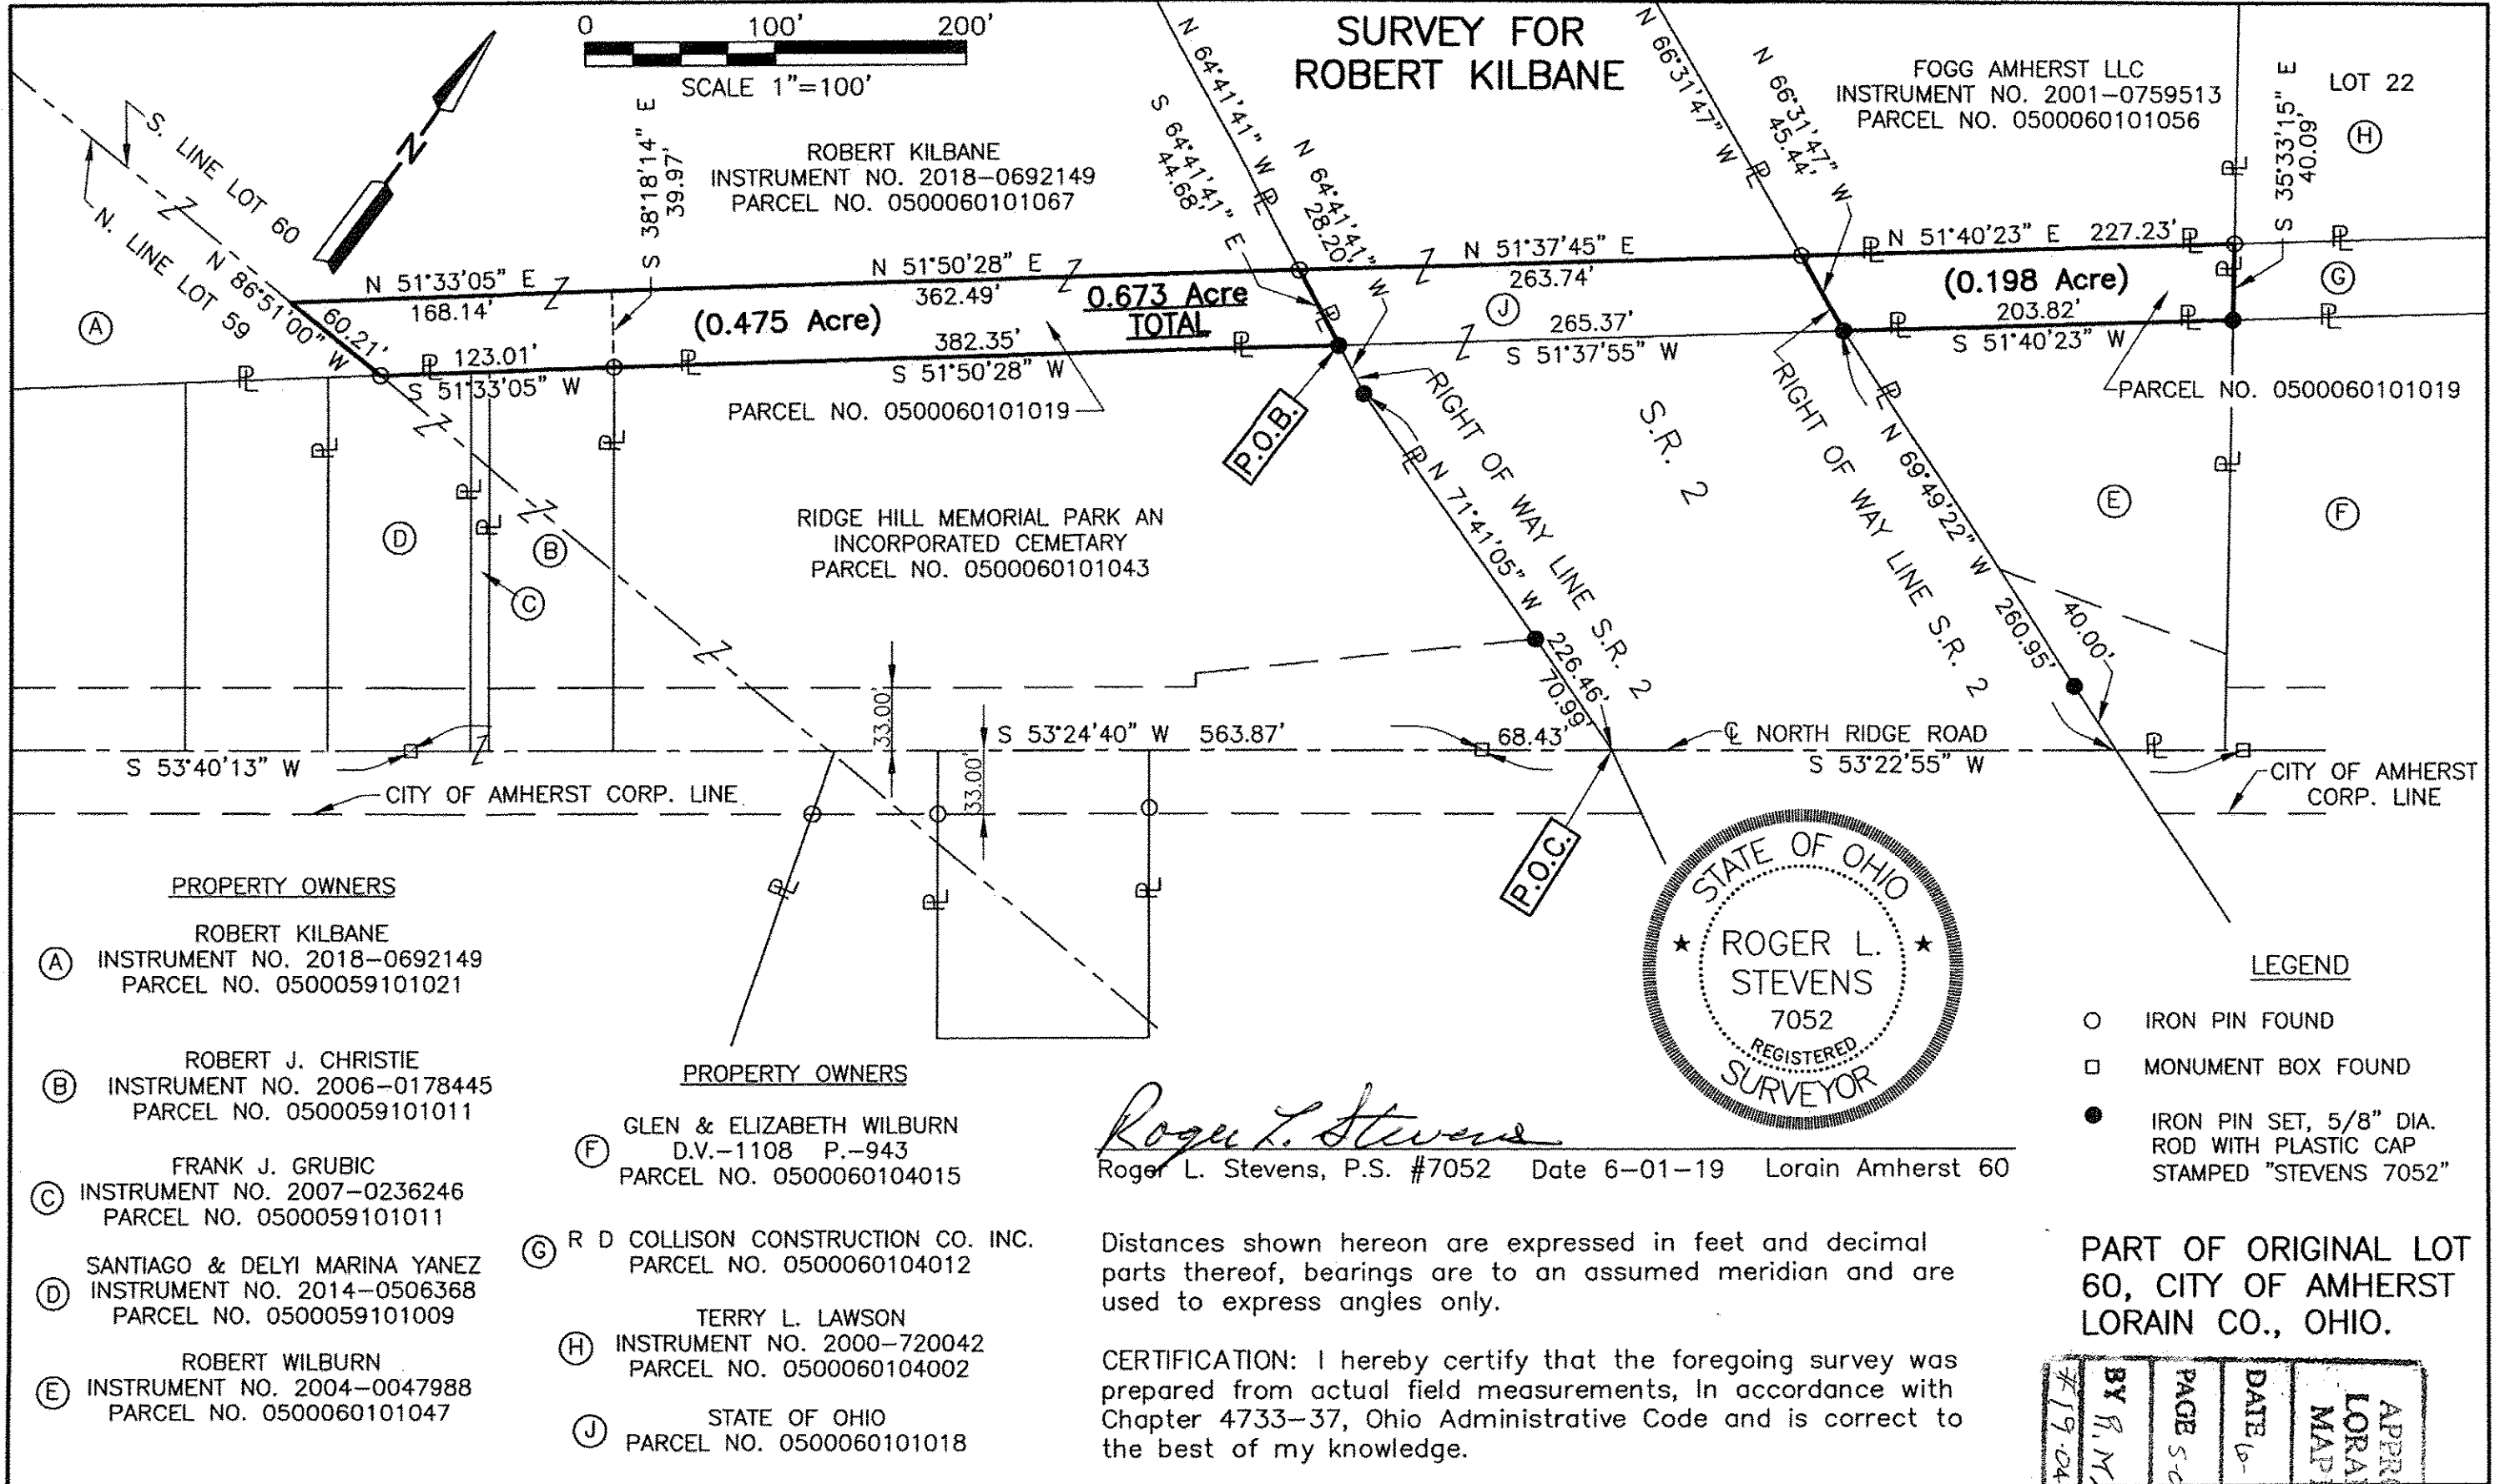 0 100' 200'
SCALE 1"=100'
SURVEY FOR
ROBERT KILBANE
N
S. LINE LOT 60
N. LINE LOT 59
N 86°51'00" W
60.21'
S 38°18'14" E
39.97'
ROBERT KILBANE
INSTRUMENT NO. 2018-0692149
PARCEL NO. 0500060101067
N 64°41'41" W
S 64°41'41" E
44.68'
N 64°41'41" W
28.20'
N 66°31'47" W
N 66°31'47" W
45.44'
FOGG AMHERST LLC
INSTRUMENT NO. 2001-0759513
PARCEL NO. 0500060101056
S 35°33'15" E
40.09'
LOT 22
H
G
A
N 51°33'05" E
168.14'
N 51°50'28" E
362.49'
(0.475 Acre)
0.673 Acre
TOTAL
N 51°37'45" E
263.74'
J
N 51°40'23" E 227.23'
(0.198 Acre)
203.82'
S 51°40'23" W
123.01'
S 51°33'05" W
382.35'
S 51°50'28" W
265.37'
S 51°37'55" W
PARCEL NO. 0500060101019
PARCEL NO. 0500060101019
P.O.B.
RIGHT OF WAY LINE S.R. 2
S.R. 2
RIGHT OF WAY LINE S.R. 2
N 71°41'05" W
226.46'
70.99'
N 69°49'22" W
260.95'
40.00'
E
F
D
B
C
RIDGE HILL MEMORIAL PARK AN
INCORPORATED CEMETARY
PARCEL NO. 0500060101043
33.00'
33.00'
S 53°40'13" W
S 53°24'40" W 563.87'
68.43'
℄ NORTH RIDGE ROAD
S 53°22'55" W
CITY OF AMHERST CORP. LINE
CITY OF AMHERST
CORP. LINE
P.O.C.
STATE OF OHIO
ROGER L.
STEVENS
7052
REGISTERED
SURVEYOR
PROPERTY OWNERS
A
ROBERT KILBANE
INSTRUMENT NO. 2018-0692149
PARCEL NO. 0500059101021
B
ROBERT J. CHRISTIE
INSTRUMENT NO. 2006-0178445
PARCEL NO. 0500059101011
C
FRANK J. GRUBIC
INSTRUMENT NO. 2007-0236246
PARCEL NO. 0500059101011
D
SANTIAGO & DELYI MARINA YANEZ
INSTRUMENT NO. 2014-0506368
PARCEL NO. 0500059101009
E
ROBERT WILBURN
INSTRUMENT NO. 2004-0047988
PARCEL NO. 0500060101047
PROPERTY OWNERS
F
GLEN & ELIZABETH WILBURN
D.V.-1108 P.-943
PARCEL NO. 0500060104015
G
R D COLLISON CONSTRUCTION CO. INC.
PARCEL NO. 0500060104012
H
TERRY L. LAWSON
INSTRUMENT NO. 2000-720042
PARCEL NO. 0500060104002
J
STATE OF OHIO
PARCEL NO. 0500060101018
Roger L. Stevens
Roger L. Stevens, P.S. #7052 Date 6-01-19 Lorain Amherst 60
Distances shown hereon are expressed in feet and decimal
parts thereof, bearings are to an assumed meridian and are
used to express angles only.
CERTIFICATION: I hereby certify that the foregoing survey was
prepared from actual field measurements, In accordance with
Chapter 4733-37, Ohio Administrative Code and is correct to
the best of my knowledge.
LEGEND
IRON PIN FOUND
MONUMENT BOX FOUND
IRON PIN SET, 5/8" DIA.
ROD WITH PLASTIC CAP
STAMPED "STEVENS 7052"
PART OF ORIGINAL LOT
60, CITY OF AMHERST
LORAIN CO., OHIO.
DATE
PAGE
BY